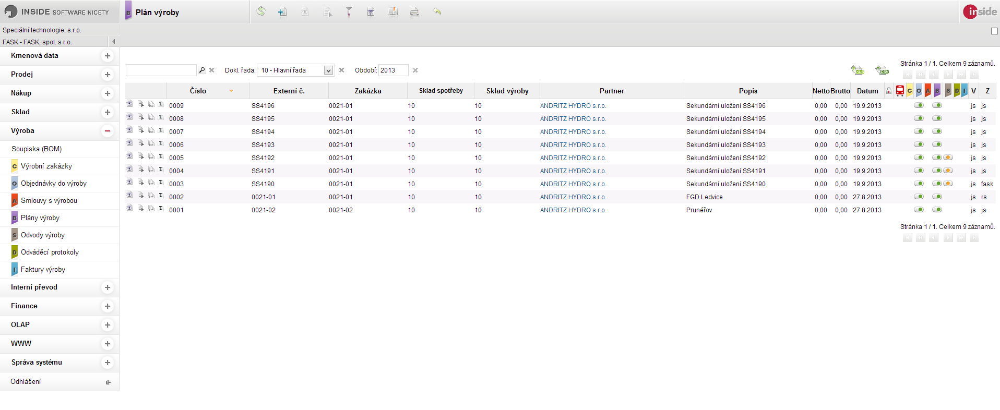 INSIDE SOFTWARE NICETY
B Plán výroby
inside
Speciální technologie, s.r.o.
FASK - FASK, spol. s r.o.
Kmenová data
Prodej
Nákup
Sklad
Výroba
Soupiska (BOM)
C Výrobní zakázky
O Objednávky do výroby
A Smlouvy s výrobou
B Plány výroby
S Odvody výroby
D Odváděcí protokoly
I Faktury výroby
Interní převod
Finance
OLAP
WWW
Správa systému
Odhlášení
Dokl. řada: 10 - Hlavní řada Období: 2013
XLS CSV
Stránka 1 / 1. Celkem 9 záznamů.
Číslo Externí č. Zakázka Sklad spotřeby Sklad výroby Partner Popis Netto Brutto Datum C O A B S D I V Z
T 0009 SS4196 0021-01 10 10 ANDRITZ HYDRO s.r.o. Sekundární uložení SS4196 0,00 0,00 19.9.2013 js js
T 0008 SS4195 0021-01 10 10 ANDRITZ HYDRO s.r.o. Sekundární uložení SS4195 0,00 0,00 19.9.2013 js js
T 0007 SS4194 0021-01 10 10 ANDRITZ HYDRO s.r.o. Sekundární uložení SS4194 0,00 0,00 19.9.2013 js js
T 0006 SS4193 0021-01 10 10 ANDRITZ HYDRO s.r.o. Sekundární uložení SS4193 0,00 0,00 19.9.2013 js js
T 0005 SS4192 0021-01 10 10 ANDRITZ HYDRO s.r.o. Sekundární uložení SS4192 0,00 0,00 19.9.2013 js js
T 0004 SS4191 0021-01 10 10 ANDRITZ HYDRO s.r.o. Sekundární uložení SS4191 0,00 0,00 19.9.2013 js js
T 0003 SS4190 0021-01 10 10 ANDRITZ HYDRO s.r.o. Sekundární uložení SS4190 0,00 0,00 19.9.2013 js fask
T 0002 0021-01 0021-01 10 10 ANDRITZ HYDRO s.r.o. FGD Ledvice 0,00 0,00 27.8.2013 js rs
T 0001 0021-02 0021-02 10 10 ANDRITZ HYDRO s.r.o. Prunéřov 0,00 0,00 27.8.2013 js js
Stránka 1 / 1. Celkem 9 záznamů.